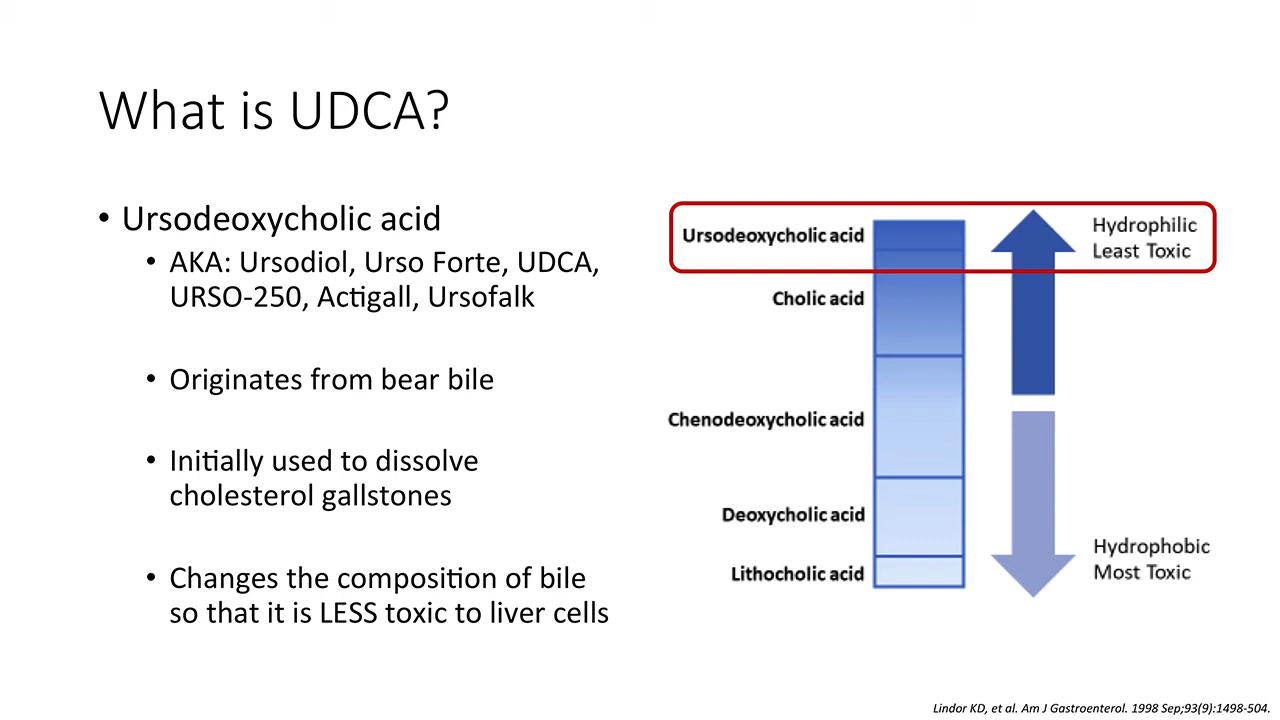 What is UDCA?
• Ursodeoxycholic acid
• AKA: Ursodiol, Urso Forte, UDCA,
URSO-250, Actigall, Ursofalk
• Originates from bear bile
• Initially used to dissolve
cholesterol gallstones
• Changes the composition of bile
so that it is LESS toxic to liver cells
Ursodeoxycholic acid
Hydrophilic
Least Toxic
Cholic acid
Chenodeoxycholic acid
Deoxycholic acid
Lithocholic acid
Hydrophobic
Most Toxic
Lindor KD, et al. Am J Gastroenterol. 1998 Sep;93(9):1498-504.